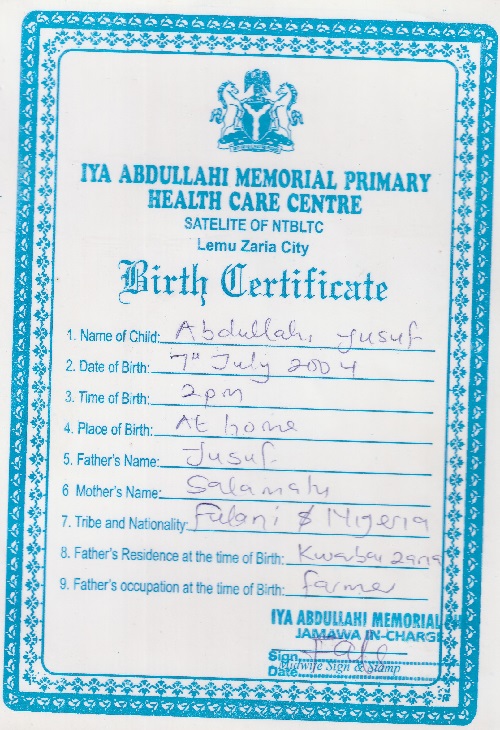 IYA ABDULLAHI MEMORIAL PRIMARY
HEALTH CARE CENTRE
SATELITE OF NTBLTC
Lemu Zaria City
Birth Certificate
1. Name of Child: Abdullahi Yusuf
2. Date of Birth: 7th July 2004
3. Time of Birth: 2pm
4. Place of Birth: At home
5. Father's Name: Yusuf
6 Mother's Name: Salamatu
7. Tribe and Nationality: Fulani & Nigeria
8. Father's Residence at the time of Birth: Kwarbai zaria
9. Father's occupation at the time of Birth: farmer
IYA ABDULLAHI MEMORIAL
JAMAWA IN-CHARGE
Sign
Midwife Sign & Stamp
Date